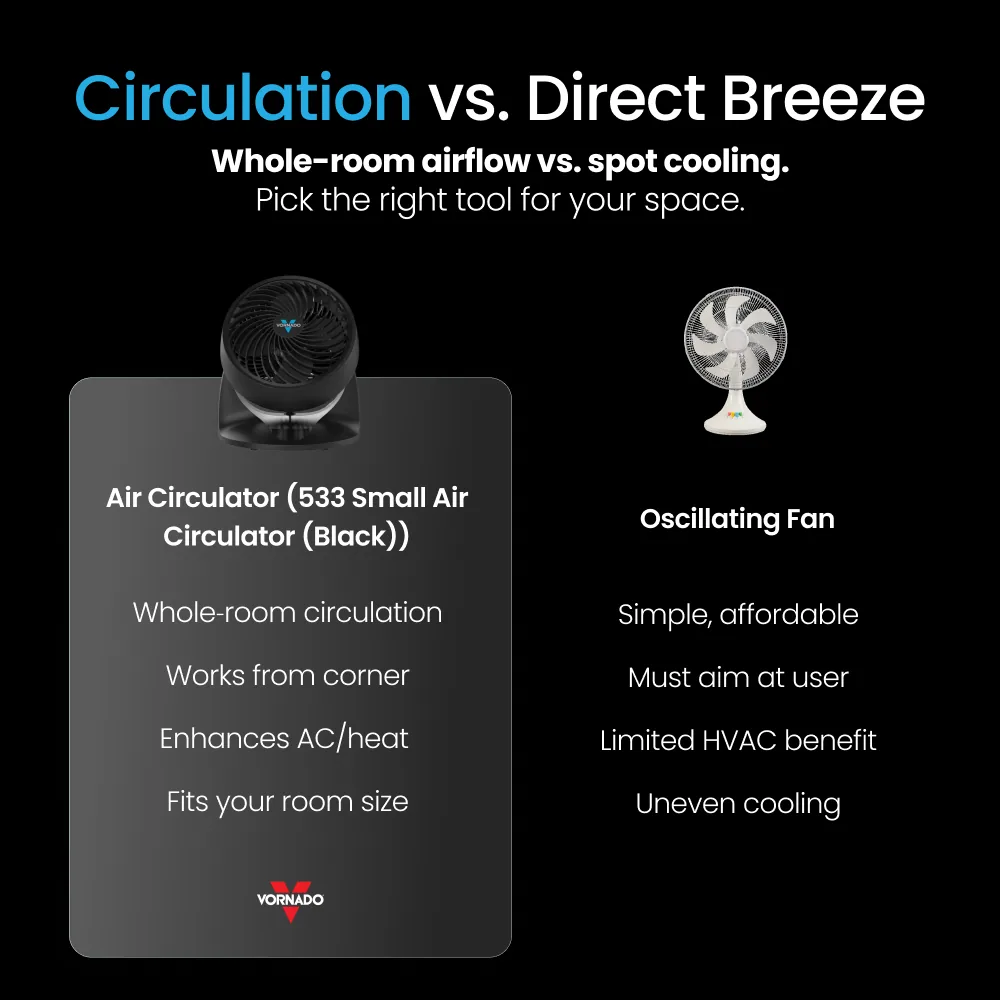 Circulation vs. Direct Breeze
Whole-room airflow vs. spot cooling.
Pick the right tool for your space.
VORNADO
Air Circulator (533 Small Air
Circulator (Black))
Whole-room circulation
Works from corner
Enhances AC/heat
Fits your room size
VORNADO
Oscillating Fan
Simple, affordable
Must aim at user
Limited HVAC benefit
Uneven cooling